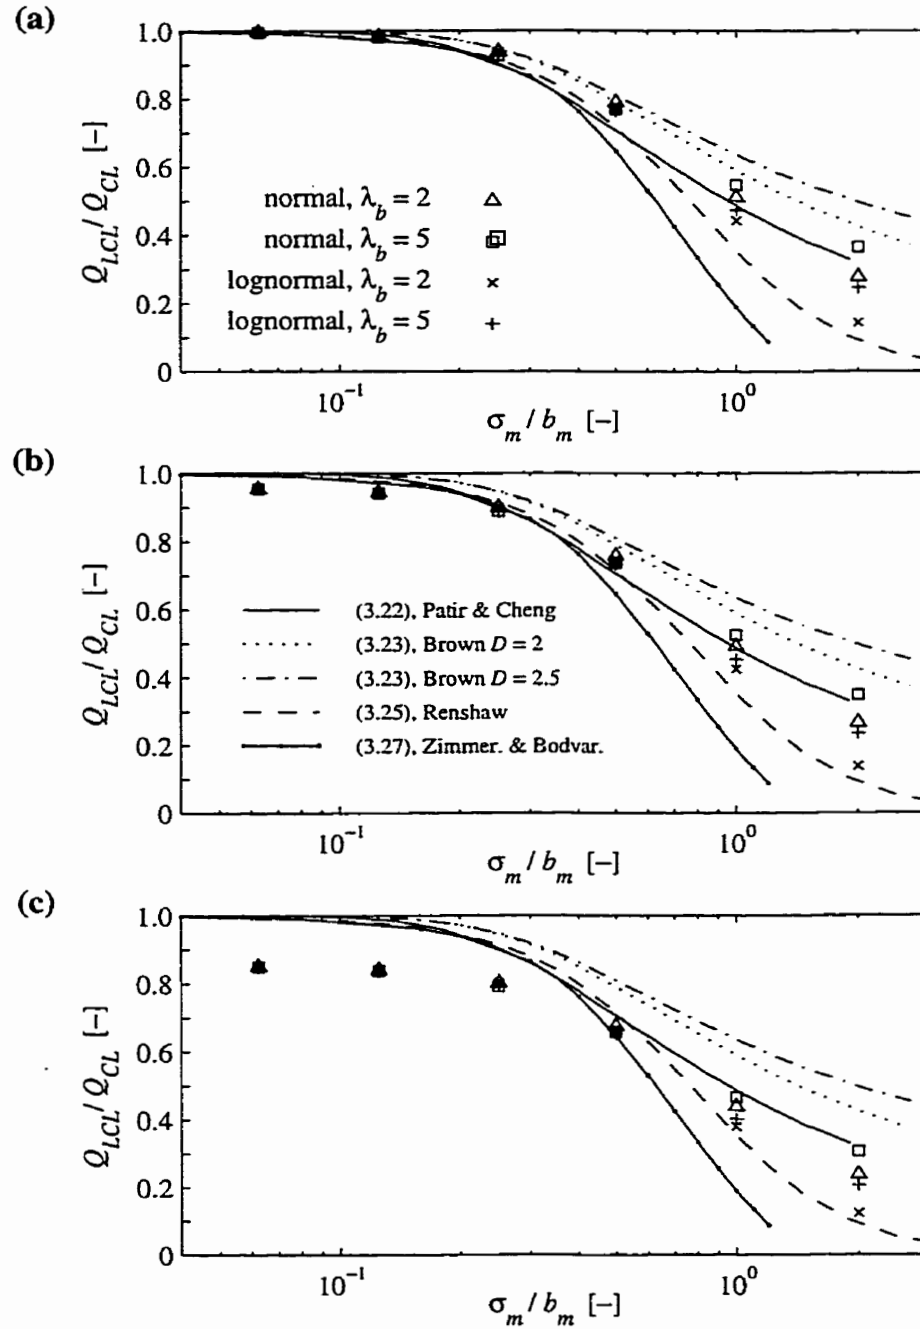 (a)
1.0
0.8
0.6
0.4
0.2
0
Q_LCL / Q_CL [–]
normal, λ_b = 2
normal, λ_b = 5
lognormal, λ_b = 2
lognormal, λ_b = 5
10^-1
10^0
σ_m / b_m [–]
(b)
1.0
0.8
0.6
0.4
0.2
0
Q_LCL / Q_CL [–]
(3.22), Patir & Cheng
(3.23), Brown D = 2
(3.23), Brown D = 2.5
(3.25), Renshaw
(3.27), Zimmer. & Bodvar.
10^-1
10^0
σ_m / b_m [–]
(c)
1.0
0.8
0.6
0.4
0.2
0
Q_LCL / Q_CL [–]
10^-1
10^0
σ_m / b_m [–]